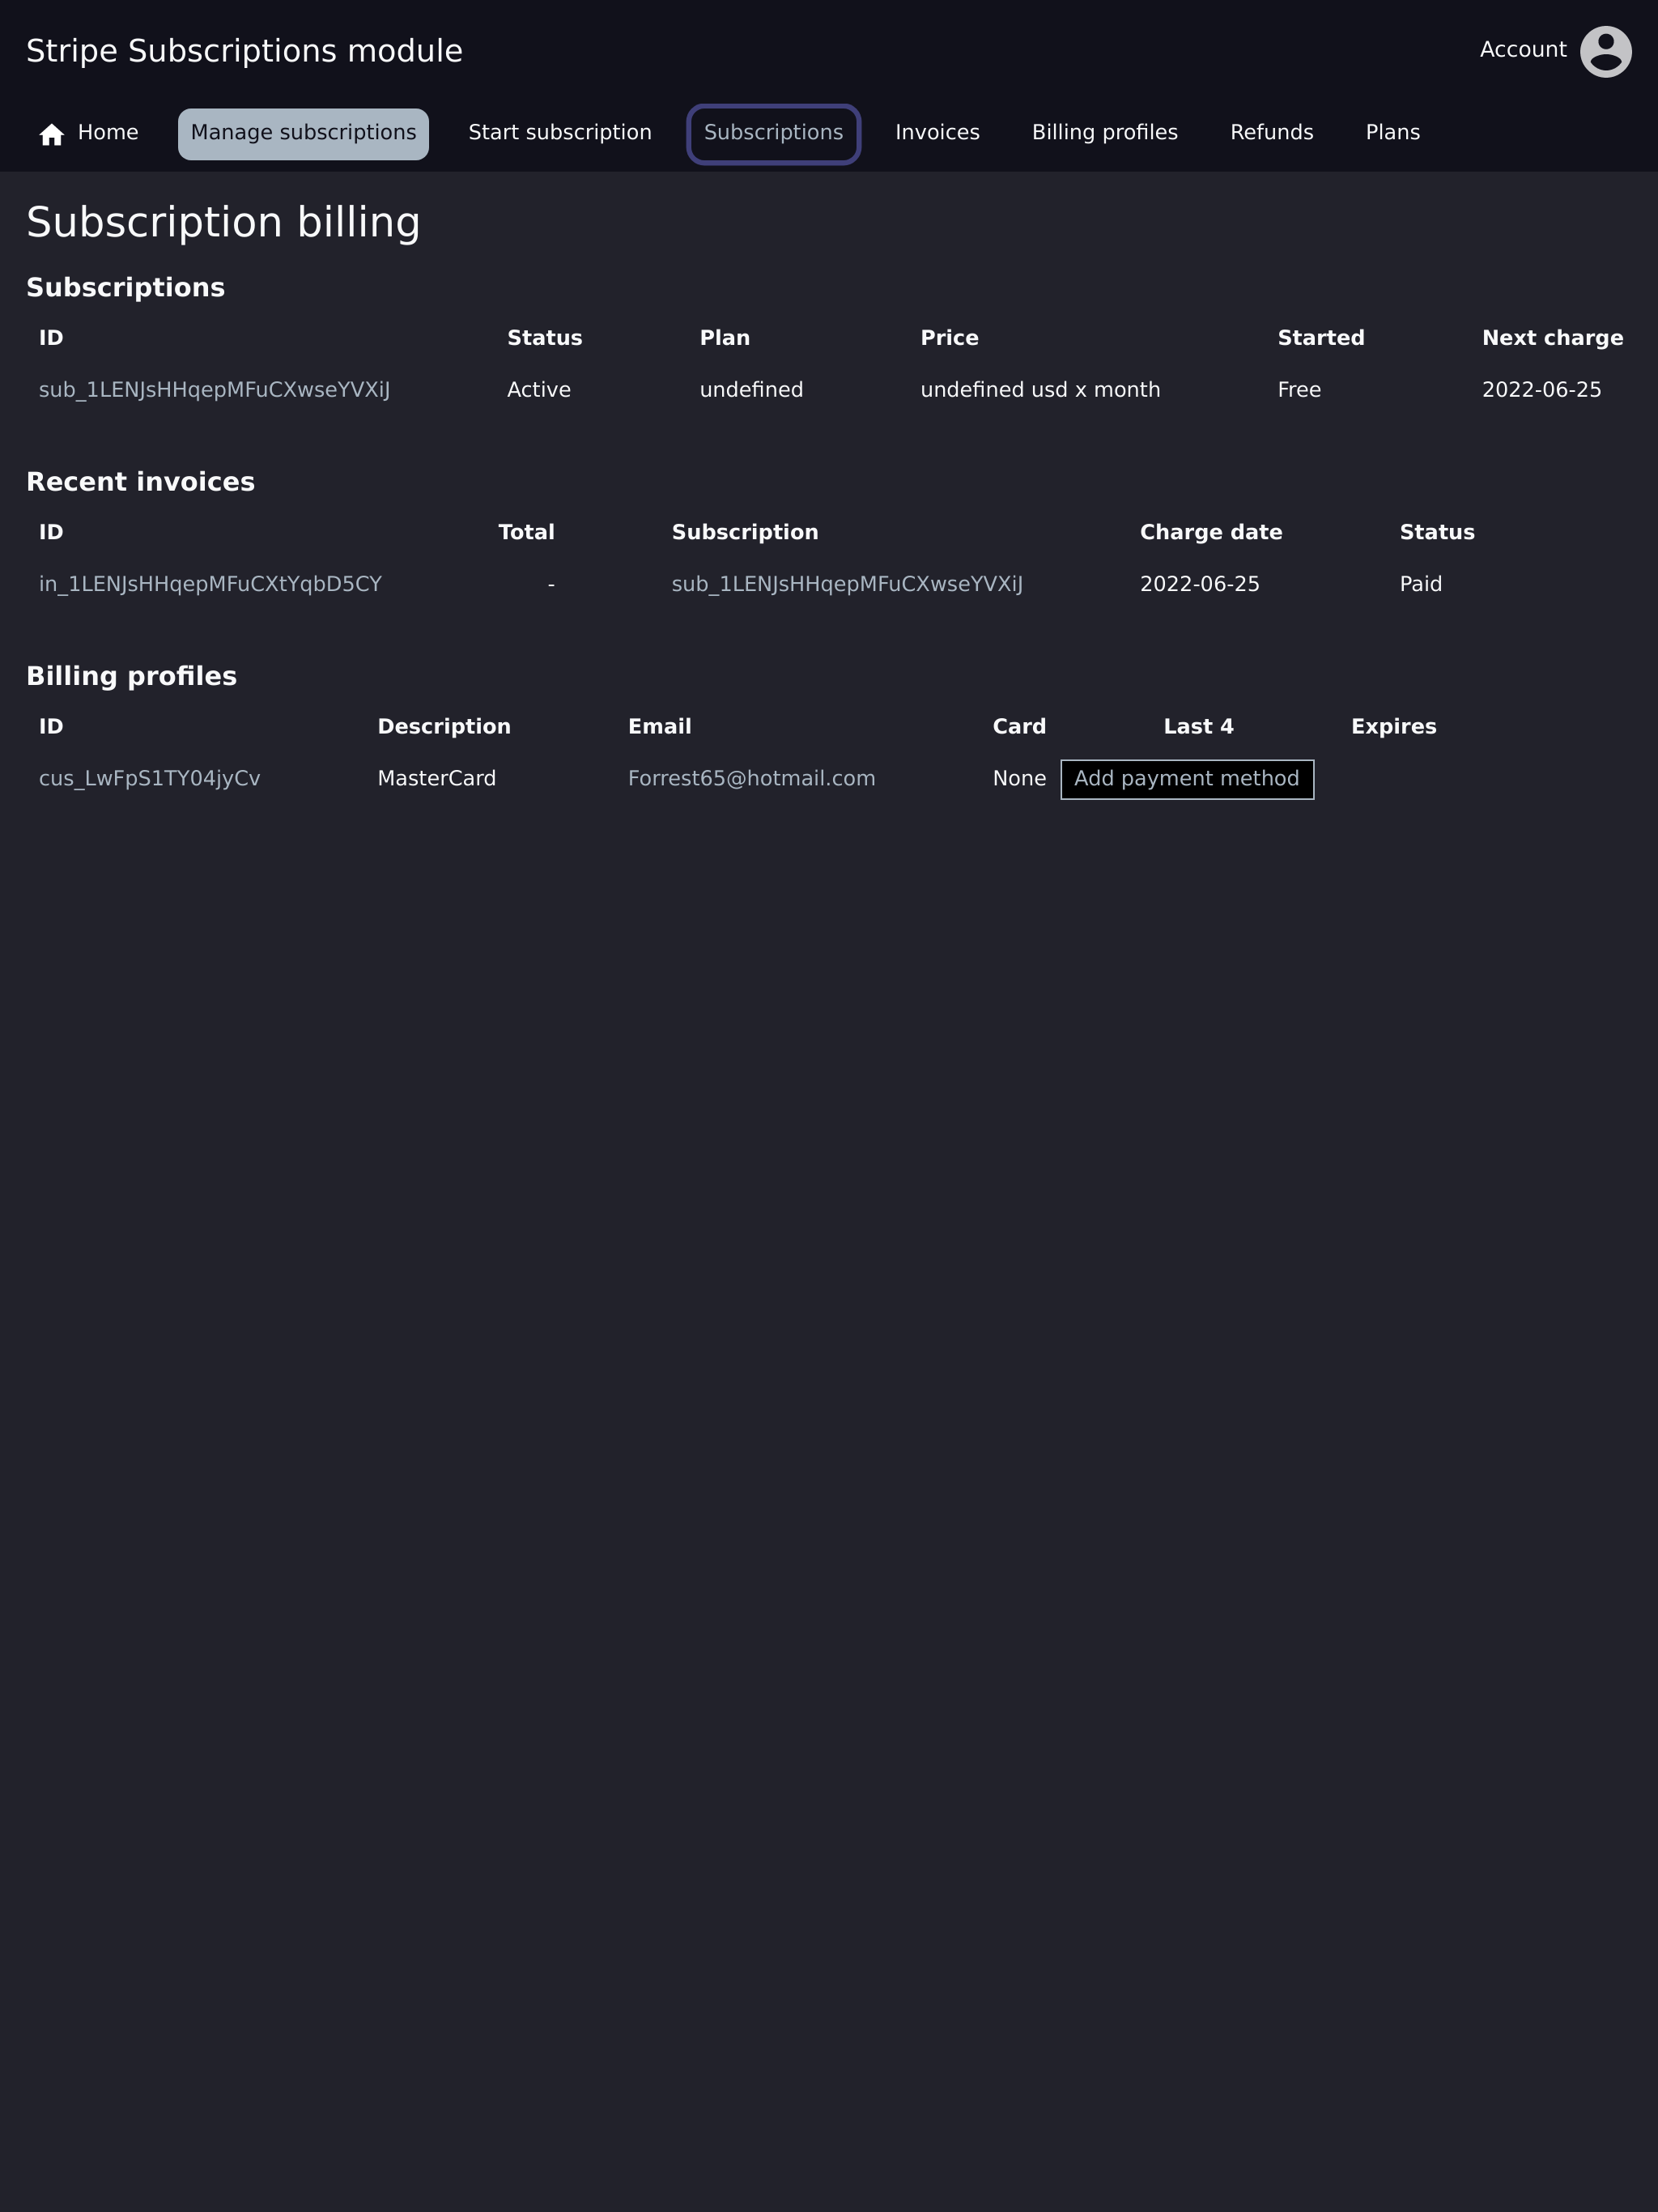 Stripe Subscriptions module
Account
Home Manage subscriptions Start subscription Subscriptions Invoices Billing profiles Refunds Plans
Subscription billing
Subscriptions
ID Status Plan Price Started Next charge
sub_1LENJsHHqepMFuCXwseYVXiJ Active undefined undefined usd x month Free 2022-06-25
Recent invoices
ID Total Subscription Charge date Status
in_1LENJsHHqepMFuCXtYqbD5CY - sub_1LENJsHHqepMFuCXwseYVXiJ 2022-06-25 Paid
Billing profiles
ID Description Email Card Last 4 Expires
cus_LwFpS1TY04jyCv MasterCard Forrest65@hotmail.com None Add payment method